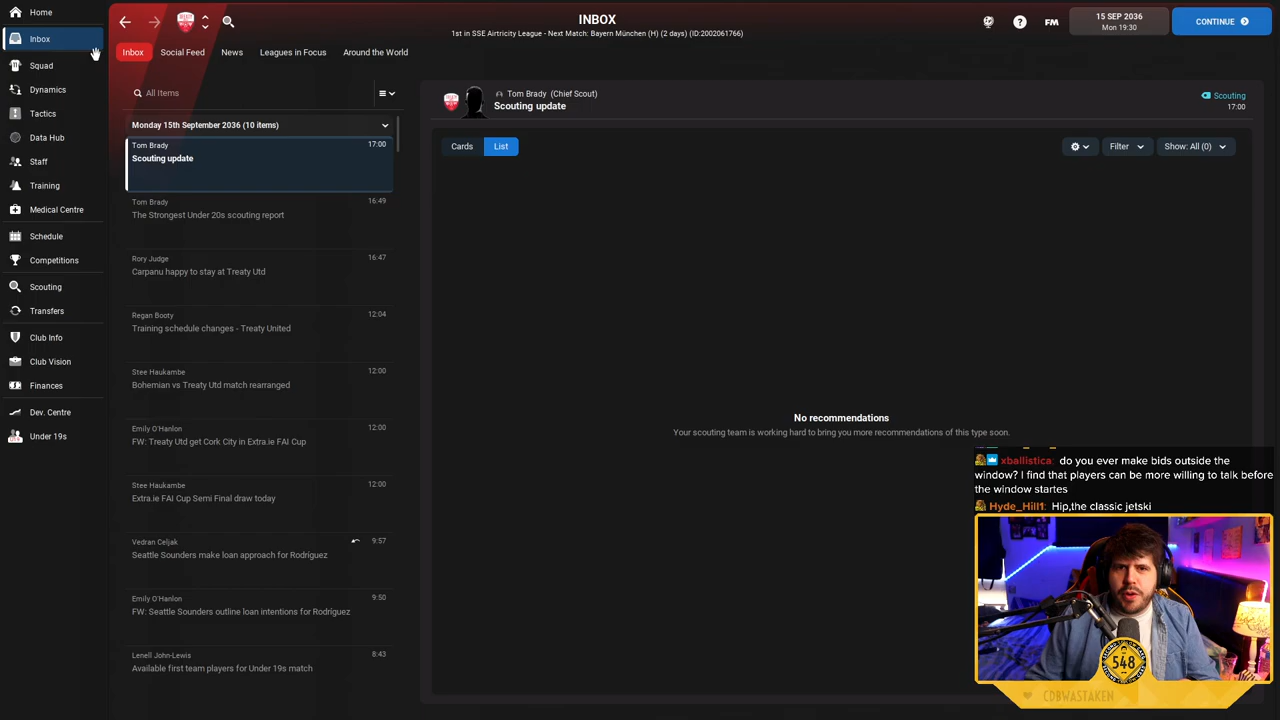 Home
Inbox
Squad
Dynamics
Tactics
Data Hub
Staff
Training
Medical Centre
Schedule
Competitions
Scouting
Transfers
Club Info
Club Vision
Finances
Dev. Centre
Under 19s
INBOX
1st in SSE Airtricity League - Next Match: Bayern München (H) (2 days) (ID:2002061766)
FM
15 SEP 2036
Mon 19:30
CONTINUE
Inbox
Social Feed
News
Leagues in Focus
Around the World
All Items
Monday 15th September 2036 (10 items)
Tom Brady 17:00
Scouting update
Tom Brady 16:49
The Strongest Under 20s scouting report
Rory Judge 16:47
Carpanu happy to stay at Treaty Utd
Regan Booty 12:04
Training schedule changes - Treaty United
Stee Haukambe 12:00
Bohemian vs Treaty Utd match rearranged
Emily O'Hanlon 12:00
FW: Treaty Utd get Cork City in Extra.ie FAI Cup
Stee Haukambe 12:00
Extra.ie FAI Cup Semi Final draw today
Vedran Celjak 9:57
Seattle Sounders make loan approach for Rodríguez
Emily O'Hanlon 9:50
FW: Seattle Sounders outline loan intentions for Rodríguez
Lenell John-Lewis 8:43
Available first team players for Under 19s match
Tom Brady (Chief Scout)
Scouting update
Scouting
17:00
Cards
List
Filter
Show: All (0)
No recommendations
Your scouting team is working hard to bring you more recommendations of this type soon.
xballistica: do you ever make bids outside the
window? I find that players can be more willing to talk before
the window startes
Hyde_Hill1: Hip,the classic jetski
548
CDBWASTAKEN